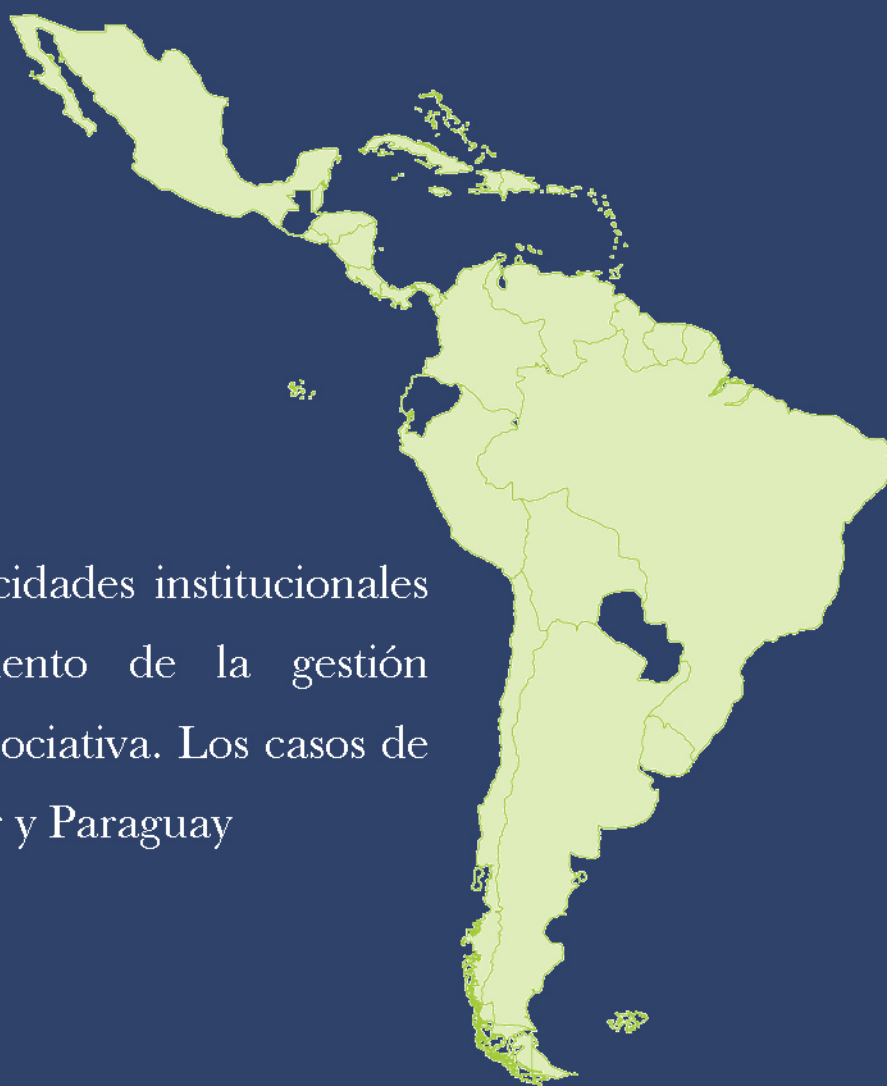 cidades institucionales
ento de la gestión
ociativa. Los casos de
y Paraguay